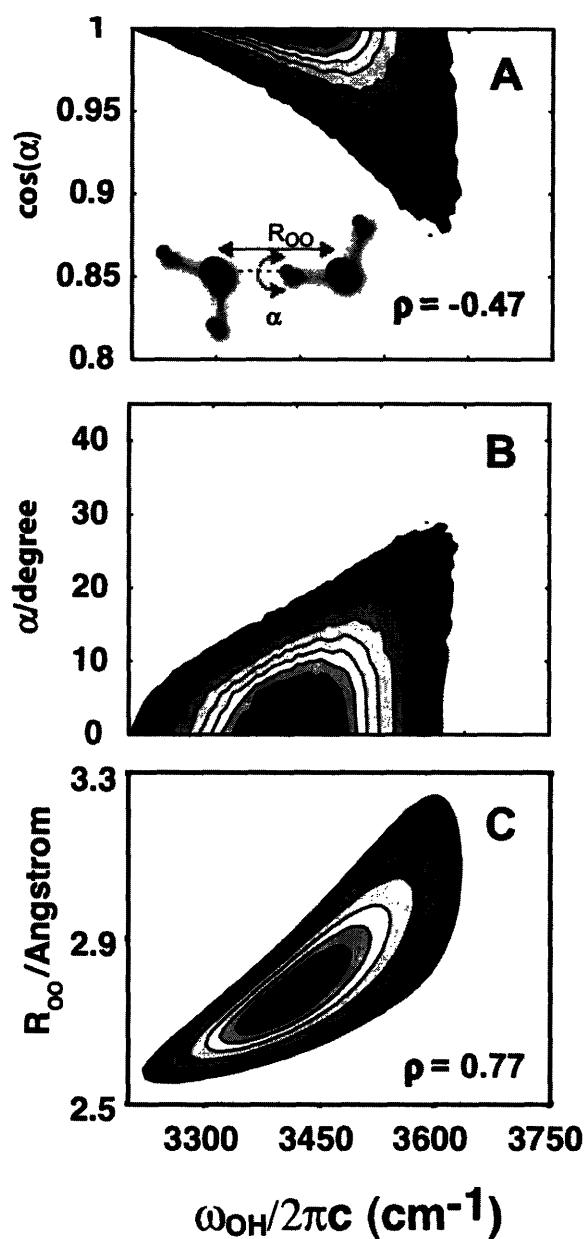 1
0.95
0.9
0.85
0.8
cos(α)
A
R_OO
α
ρ = -0.47
40
30
20
10
0
α/degree
B
3.3
2.9
2.5
R_OO/Angstrom
C
ρ = 0.77
3300 3450 3600 3750
ω_OH/2πc (cm⁻¹)